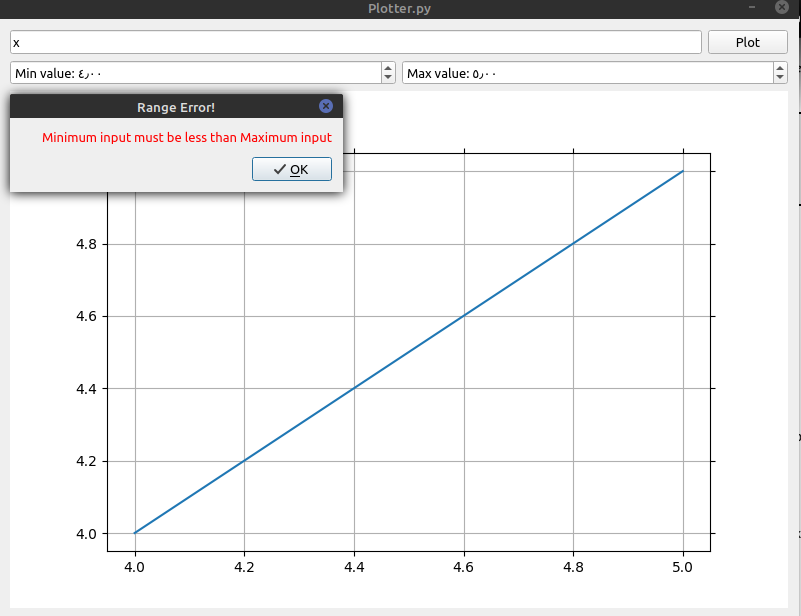 Plotter.py
x
Plot
Min value: ٤٫٠٠
Max value: ٥٫٠٠
Range Error!
Minimum input must be less than Maximum input
OK
4.8
4.6
4.4
4.2
4.0
4.0 4.2 4.4 4.6 4.8 5.0